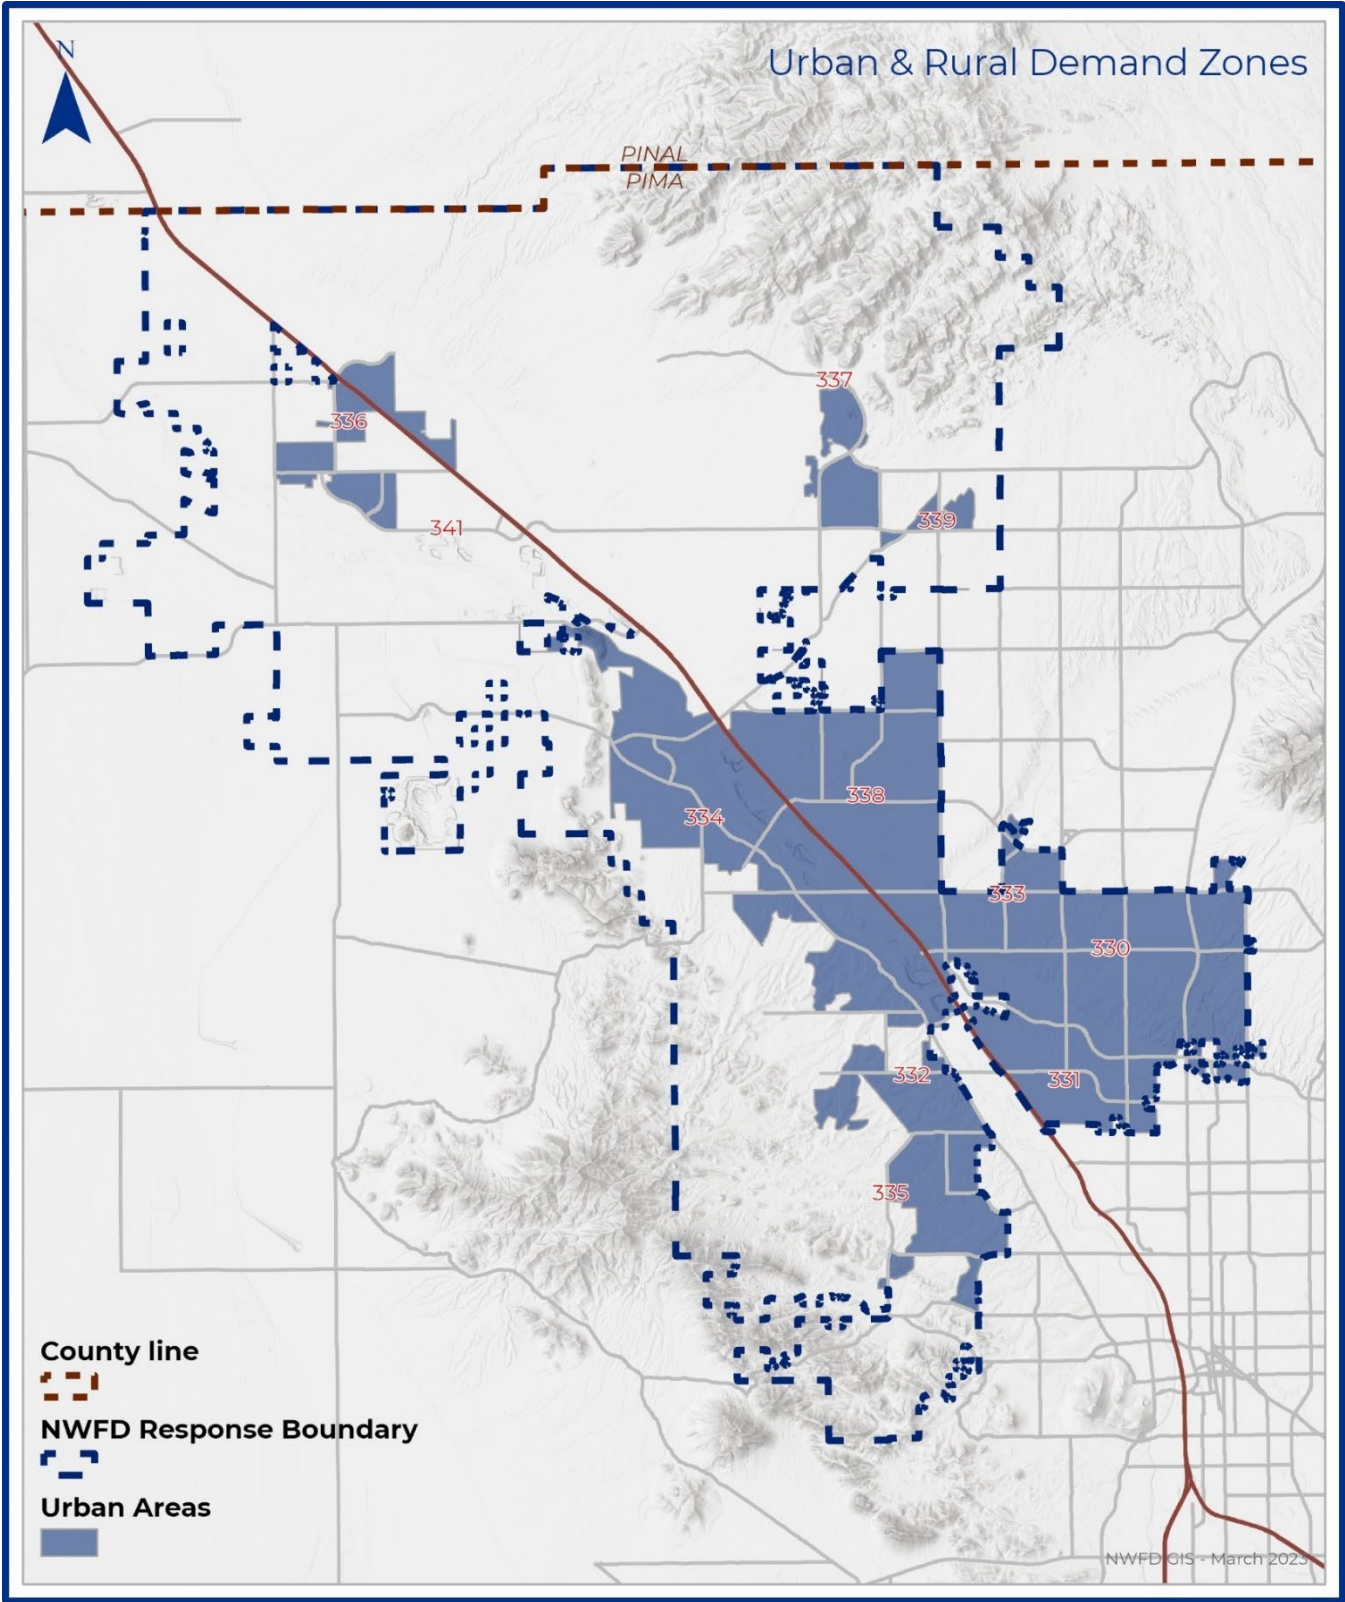 N
Urban & Rural Demand Zones
PINAL
PIMA
337
336
339
341
338
334
333
330
332
331
335
County line
NWFD Response Boundary
Urban Areas
NWFD GIS - March 2023